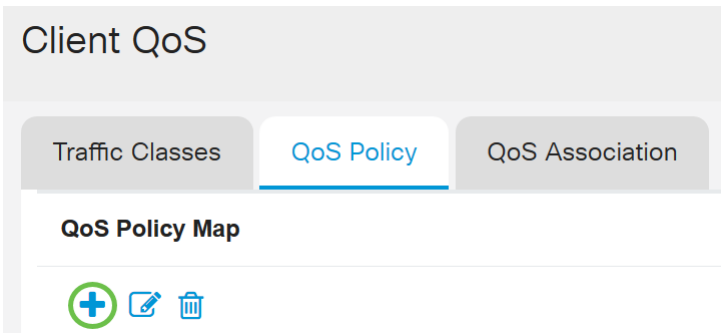 Client QoS
Traffic Classes QoS Policy QoS Association
QoS Policy Map